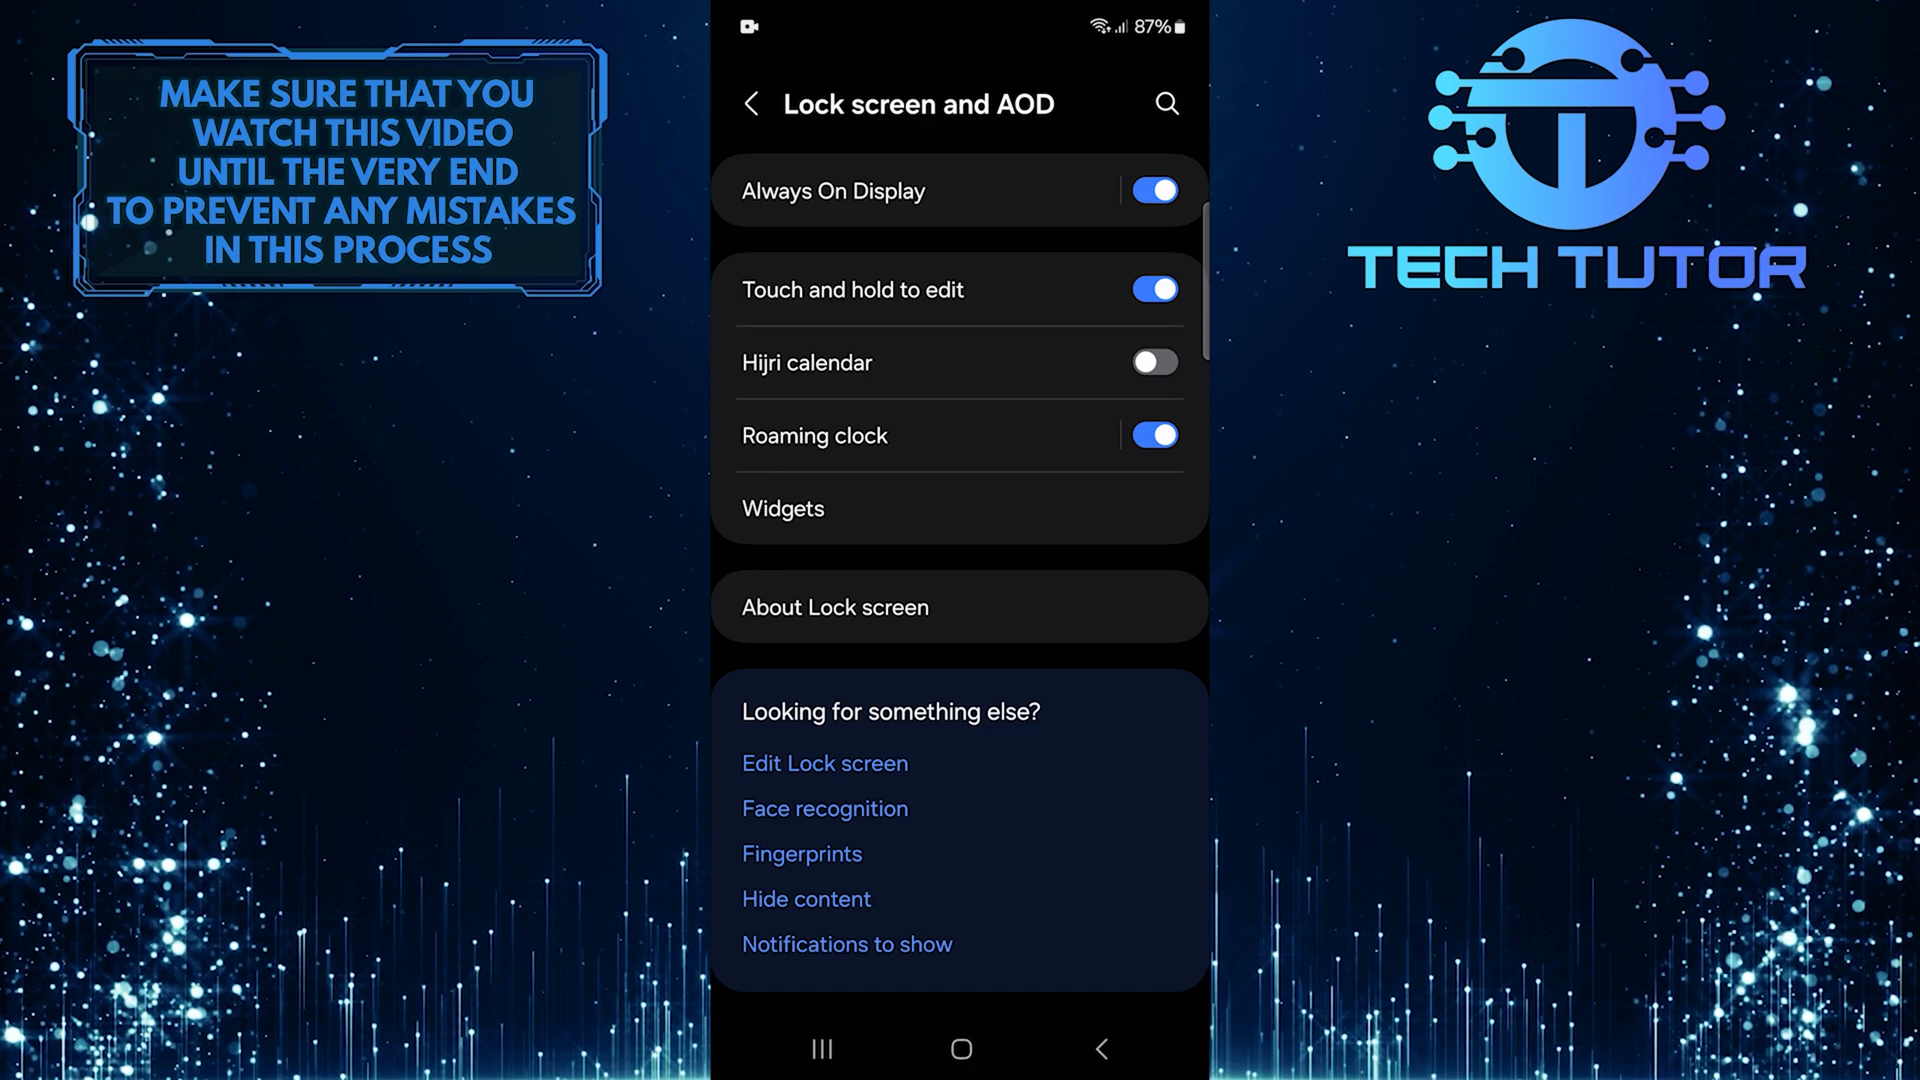 MAKE SURE THAT YOU
WATCH THIS VIDEO
UNTIL THE VERY END
TO PREVENT ANY MISTAKES
IN THIS PROCESS
87%
Lock screen and AOD
Always On Display
Touch and hold to edit
Hijri calendar
Roaming clock
Widgets
About Lock screen
Looking for something else?
Edit Lock screen
Face recognition
Fingerprints
Hide content
Notifications to show
TECH TUTOR